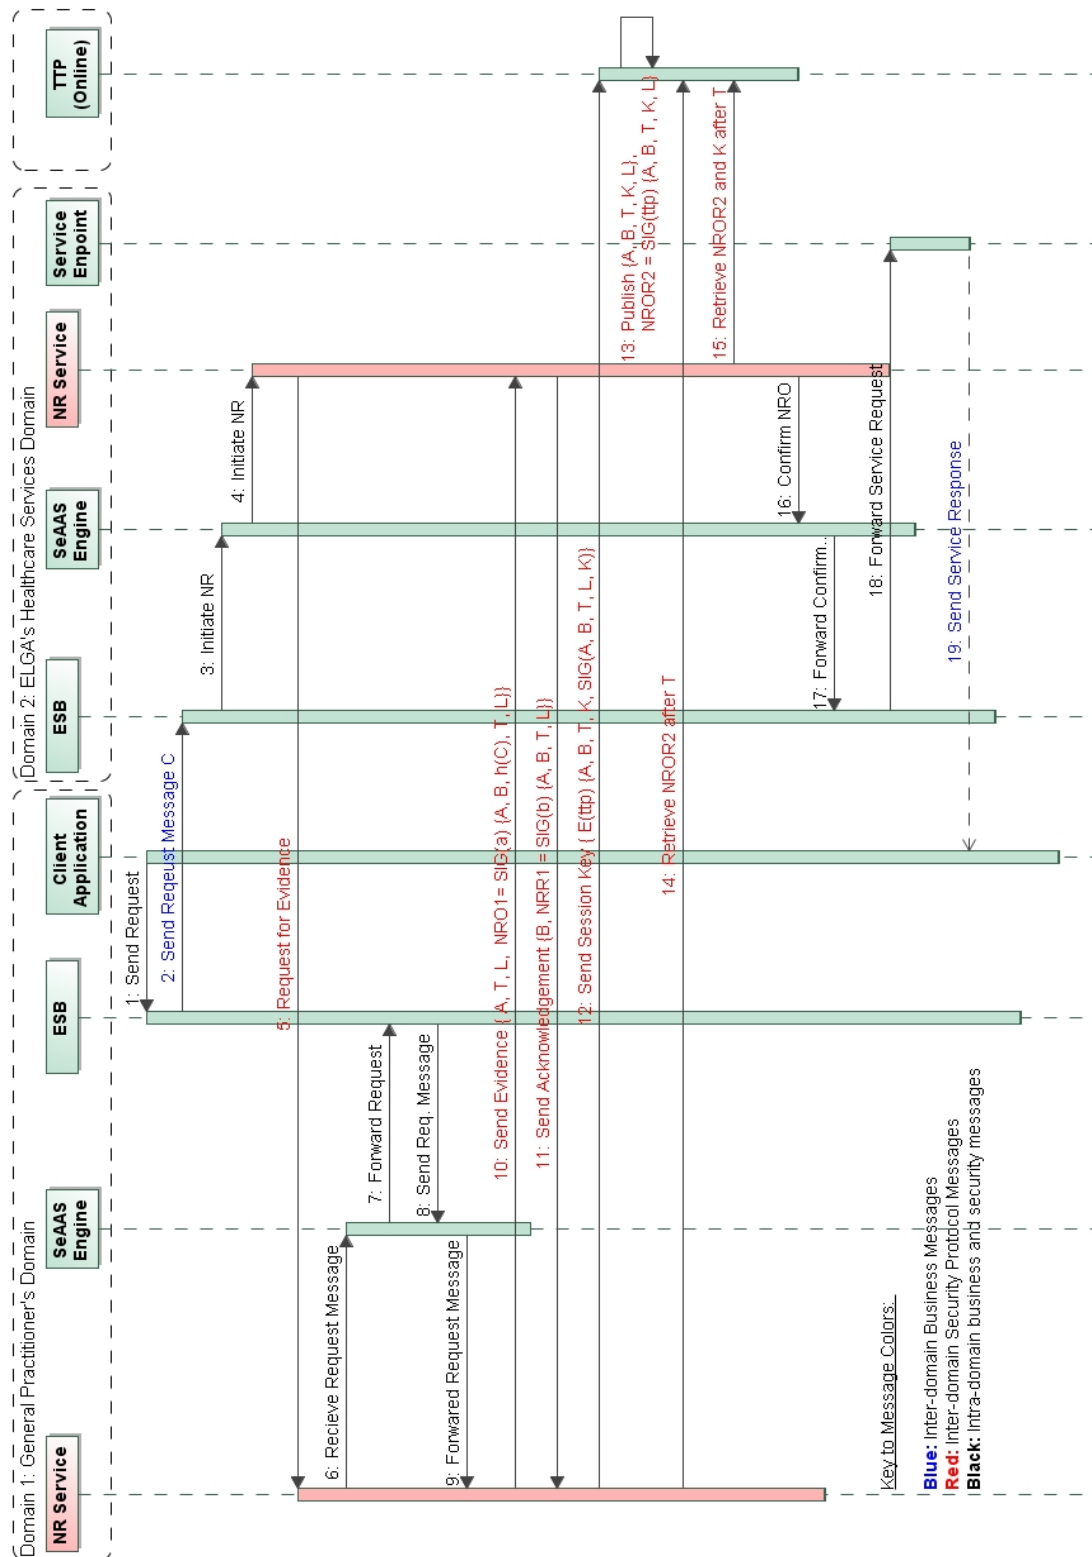 Domain 1: General Practitioner's Domain
Domain 2: ELGA's Healthcare Services Domain
NR Service
SeAAS
Engine
ESB
Client
Application
ESB
SeAAS
Engine
NR Service
Service
Enpoint
TTP
(Online)
1: Send Request
2: Send Reqeust Message C
3: Initiate NR
4: Initiate NR
5: Request for Evidence
6: Recieve Request Message
7: Forward Request
8: Send Req. Message
9: Forwared Request Message
10: Send Evidence { A, T, L, NRO1= SIG(a) {A, B, h(C), T, L}}
11: Send Acknowledgement {B, NRR1 = SIG(b) {A, B, T, L}}
12: Send Session Key { E(ttp) {A, B, T, K, SIG(A, B, T, L, K)}
13: Publish {A, B, T, K, L},
NROR2 = SIG(ttp) {A, B, T, K, L}
14: Retrieve NROR2 after T
15: Retrieve NROR2 and K after T
16: Confirm NRO
17: Forward Confirm...
18: Forward Service Request
19: Send Service Response
Key to Message Colors:
Blue: Inter-domain Business Messages
Red: Inter-domain Security Protocol Messages
Black: Intra-domain business and security messages